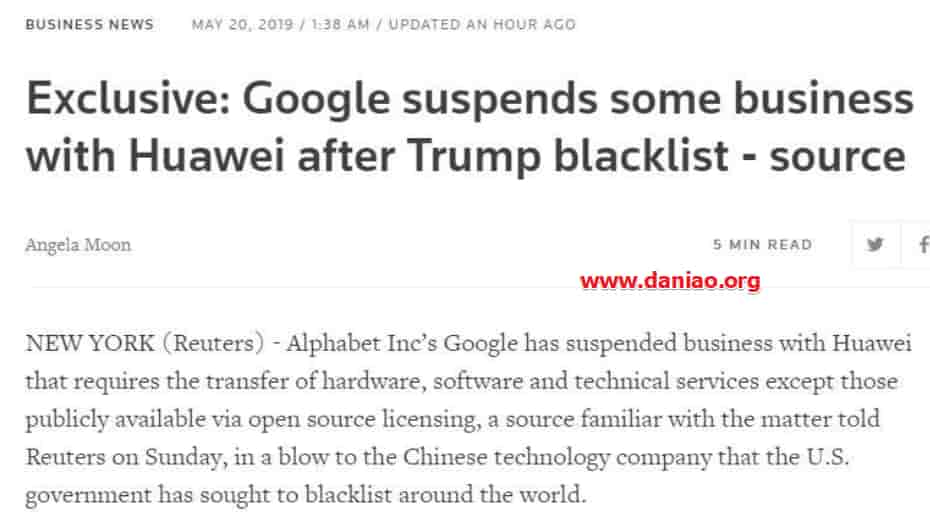 BUSINESS NEWS MAY 20, 2019 / 1:38 AM / UPDATED AN HOUR AGO
Exclusive: Google suspends some business
with Huawei after Trump blacklist - source
Angela Moon 5 MIN READ
www.daniao.org
NEW YORK (Reuters) - Alphabet Inc’s Google has suspended business with Huawei
that requires the transfer of hardware, software and technical services except those
publicly available via open source licensing, a source familiar with the matter told
Reuters on Sunday, in a blow to the Chinese technology company that the U.S.
government has sought to blacklist around the world.